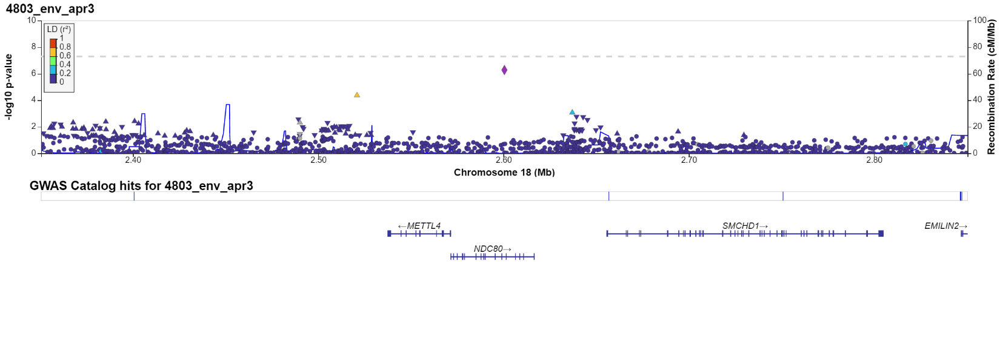 4803_env_apr3
10
8
6
4
2
0
-log10 p-value
LD (r²)
1
0.8
0.6
0.4
0.2
0
100
80
60
40
20
0
Recombination Rate (cM/Mb)
2.40 2.50 2.60 2.70 2.80
Chromosome 18 (Mb)
GWAS Catalog hits for 4803_env_apr3
←METTL4 SMCHD1→ EMILIN2→
NDC80→